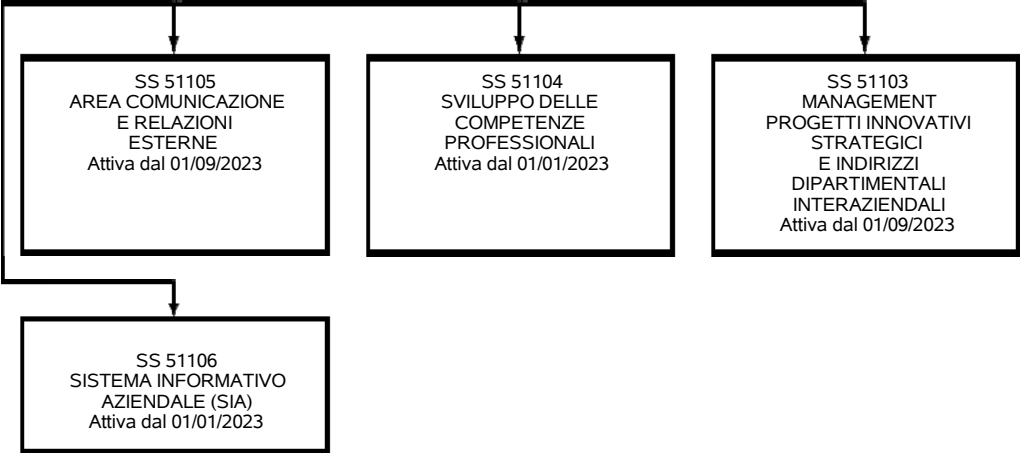 SS 51105
AREA COMUNICAZIONE
E RELAZIONI
ESTERNE
Attiva dal 01/09/2023
SS 51104
SVILUPPO DELLE
COMPETENZE
PROFESSIONALI
Attiva dal 01/01/2023
SS 51103
MANAGEMENT
PROGETTI INNOVATIVI
STRATEGICI
E INDIRIZZI
DIPARTIMENTALI
INTERAZIENDALI
Attiva dal 01/09/2023
SS 51106
SISTEMA INFORMATIVO
AZIENDALE (SIA)
Attiva dal 01/01/2023